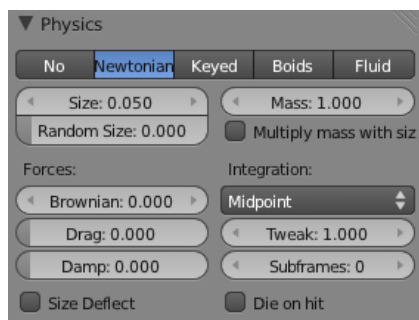 Physics
No Newtonian Keyed Boids Fluid
Size: 0.050 Mass: 1.000
Random Size: 0.000 Multiply mass with siz
Forces: Integration:
Brownian: 0.000 Midpoint
Drag: 0.000 Tweak: 1.000
Damp: 0.000 Subframes: 0
Size Deflect Die on hit